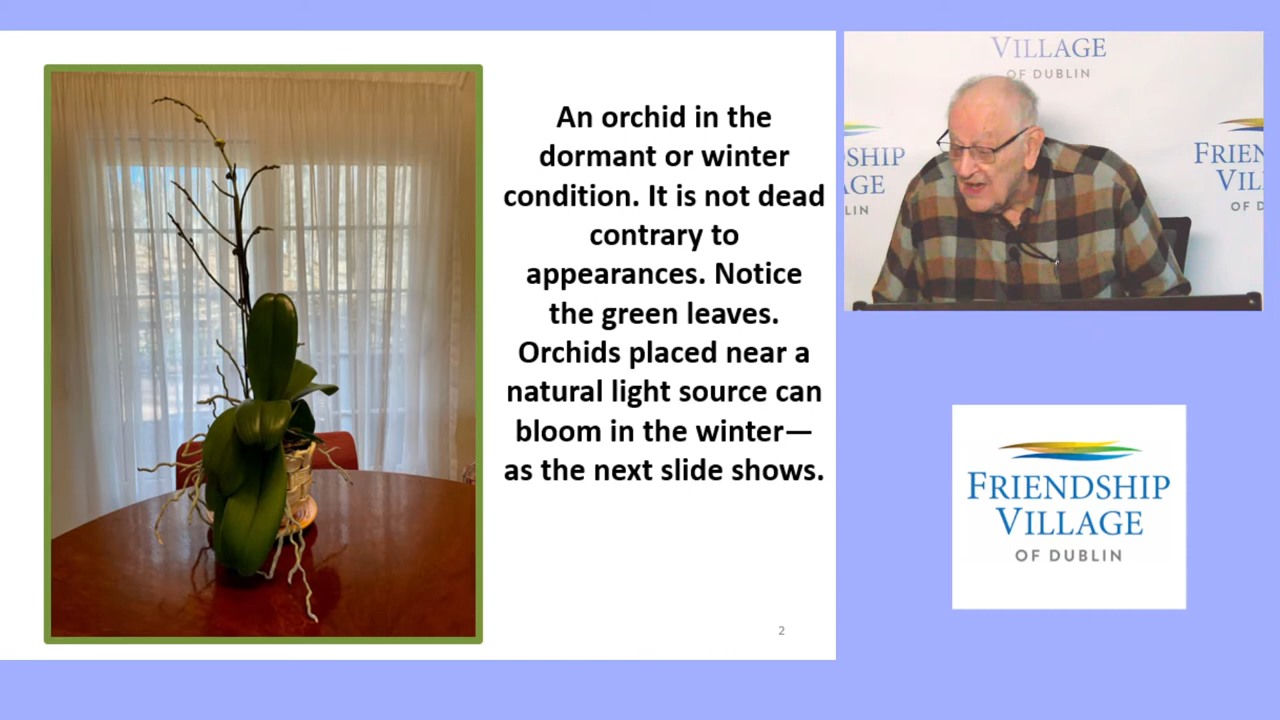 An orchid in the
dormant or winter
condition. It is not dead
contrary to
appearances. Notice
the green leaves.
Orchids placed near a
natural light source can
bloom in the winter—
as the next slide shows.
2
VILLAGE
OF DUBLIN
SHIP
GE
LIN
FRIEN
VIL
OF D
FRIENDSHIP
VILLAGE
OF DUBLIN